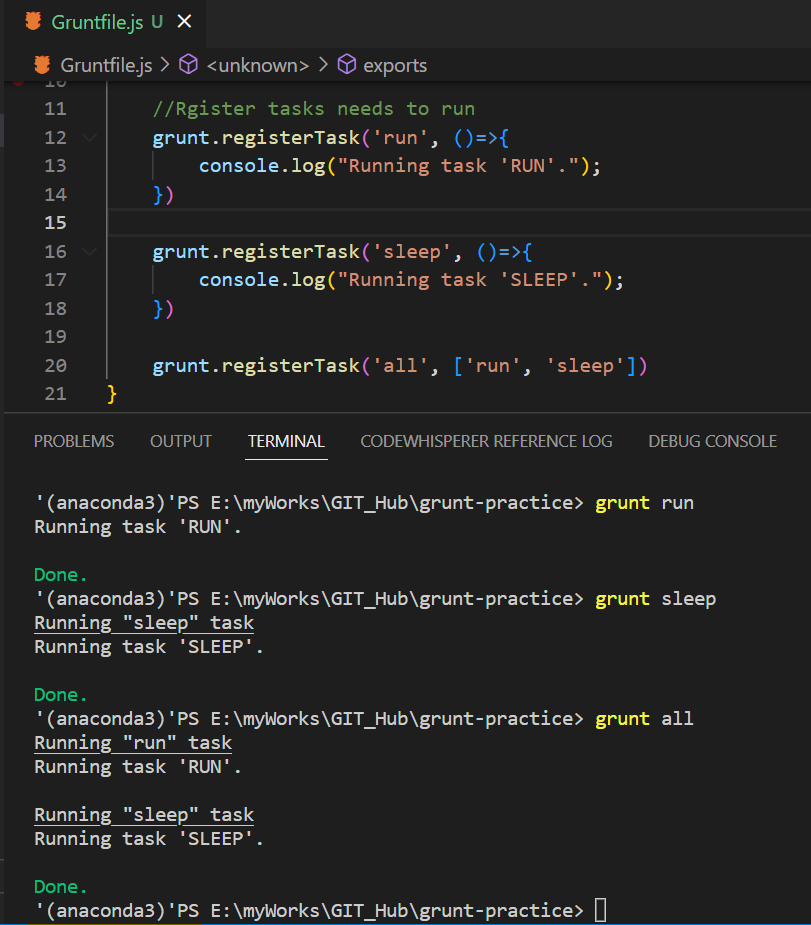 Gruntfile.js U ×
Gruntfile.js > <unknown> > exports
10
11 //Rgister tasks needs to run
12 grunt.registerTask('run', ()=>{
13 console.log("Running task 'RUN'.");
14 })
15
16 grunt.registerTask('sleep', ()=>{
17 console.log("Running task 'SLEEP'.");
18 })
19
20 grunt.registerTask('all', ['run', 'sleep'])
21 }
PROBLEMS OUTPUT TERMINAL CODEWHISPERER REFERENCE LOG DEBUG CONSOLE
'(anaconda3)'PS E:\myWorks\GIT_Hub\grunt-practice> grunt run
Running task 'RUN'.
Done.
'(anaconda3)'PS E:\myWorks\GIT_Hub\grunt-practice> grunt sleep
Running "sleep" task
Running task 'SLEEP'.
Done.
'(anaconda3)'PS E:\myWorks\GIT_Hub\grunt-practice> grunt all
Running "run" task
Running task 'RUN'.
Running "sleep" task
Running task 'SLEEP'.
Done.
'(anaconda3)'PS E:\myWorks\GIT_Hub\grunt-practice>